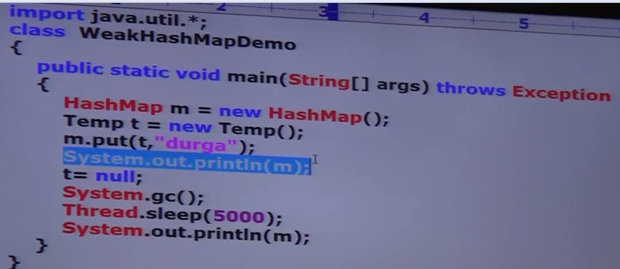 2 3 4 5
import java.util.*;
class WeakHashMapDemo
{
public static void main(String[] args) throws Exception
{
HashMap m = new HashMap();
Temp t = new Temp();
m.put(t,"durga");
System.out.println(m);
t= null;
System.gc();
Thread.sleep(5000);
System.out.println(m);
}
}